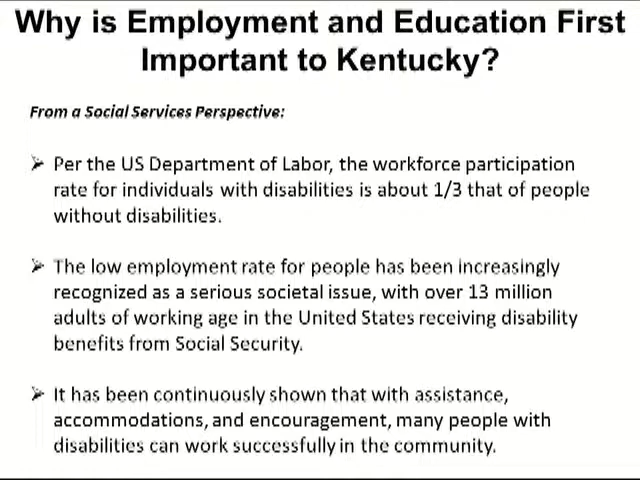 Why is Employment and Education First
Important to Kentucky?
From a Social Services Perspective:
➢ Per the US Department of Labor, the workforce participation
rate for individuals with disabilities is about 1/3 that of people
without disabilities.
➢ The low employment rate for people has been increasingly
recognized as a serious societal issue, with over 13 million
adults of working age in the United States receiving disability
benefits from Social Security.
➢ It has been continuously shown that with assistance,
accommodations, and encouragement, many people with
disabilities can work successfully in the community.